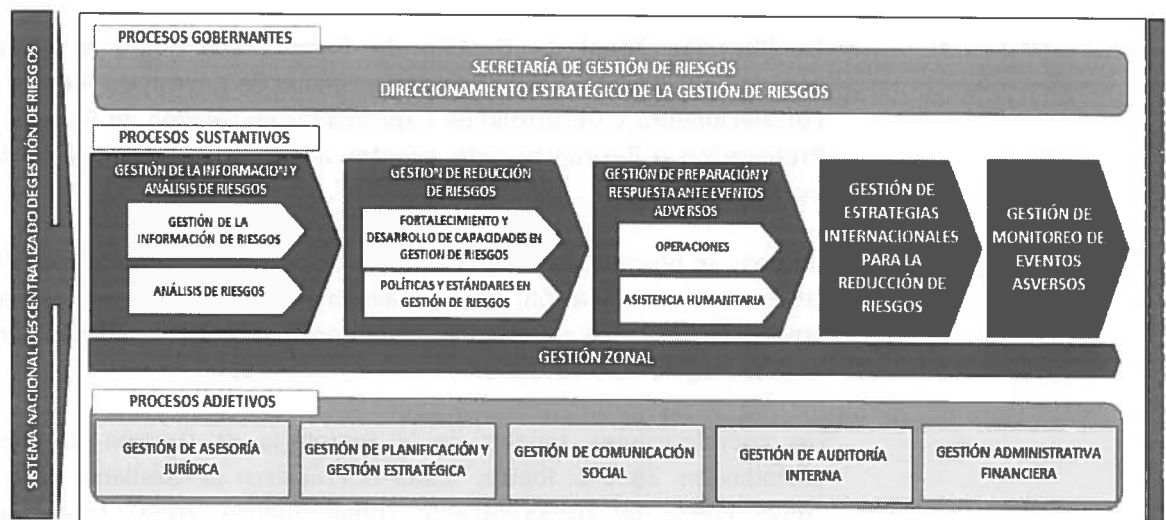 SISTEMA NACIONAL DESCENTRALIZADO DE GESTIÓN DE RIESGOS
PROCESOS GOBERNANTES
SECRETARÍA DE GESTIÓN DE RIESGOS
DIRECCIONAMIENTO ESTRATÉGICO DE LA GESTIÓN DE RIESGOS
PROCESOS SUSTANTIVOS
GESTIÓN DE LA INFORMACION Y
ANÁLISIS DE RIESGOS
GESTIÓN DE LA
INFORMACIÓN DE RIESGOS
ANÁLISIS DE RIESGOS
GESTIÓN DE REDUCCIÓN
DE RIESGOS
FORTALECIMIENTO Y
DESARROLLO DE CAPACIDADES EN
GESTION DE RIESGOS
POLÍTICAS Y ESTÁNDARES EN
GESTIÓN DE RIESGOS
GESTIÓN DE PREPARACIÓN Y
RESPUESTA ANTE EVENTOS
ADVERSOS
OPERACIONES
ASISTENCIA HUMANITARIA
GESTIÓN DE
ESTRATEGIAS
INTERNACIONALES
PARA LA
REDUCCIÓN DE
RIESGOS
GESTIÓN DE
MONITOREO DE
EVENTOS
ASVERSOS
GESTIÓN ZONAL
PROCESOS ADJETIVOS
GESTIÓN DE ASESORÍA
JURÍDICA
GESTIÓN DE PLANIFICACIÓN Y
GESTIÓN ESTRATÉGICA
GESTIÓN DE COMUNICACIÓN
SOCIAL
GESTIÓN DE AUDITORÍA
INTERNA
GESTIÓN ADMINISTRATIVA
FINANCIERA